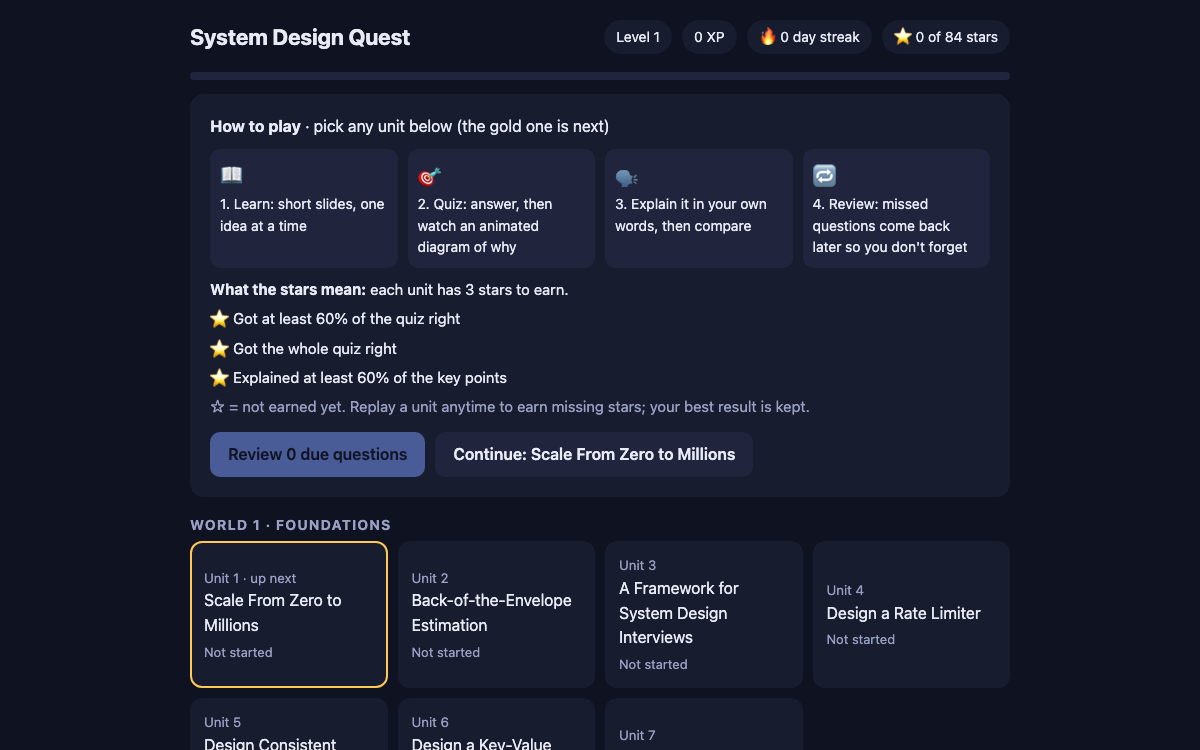 System Design Quest
Level 1
0 XP
🔥 0 day streak
⭐ 0 of 84 stars
How to play · pick any unit below (the gold one is next)
1. Learn: short slides, one
idea at a time
2. Quiz: answer, then
watch an animated
diagram of why
3. Explain it in your own
words, then compare
4. Review: missed
questions come back
later so you don't forget
What the stars mean: each unit has 3 stars to earn.
⭐ Got at least 60% of the quiz right
⭐ Got the whole quiz right
⭐ Explained at least 60% of the key points
☆ = not earned yet. Replay a unit anytime to earn missing stars; your best result is kept.
Review 0 due questions
Continue: Scale From Zero to Millions
WORLD 1 · FOUNDATIONS
Unit 1 · up next
Scale From Zero to
Millions
Not started
Unit 2
Back-of-the-Envelope
Estimation
Not started
Unit 3
A Framework for
System Design
Interviews
Not started
Unit 4
Design a Rate Limiter
Not started
Unit 5
Design Consistent
Unit 6
Design a Key-Value
Unit 7